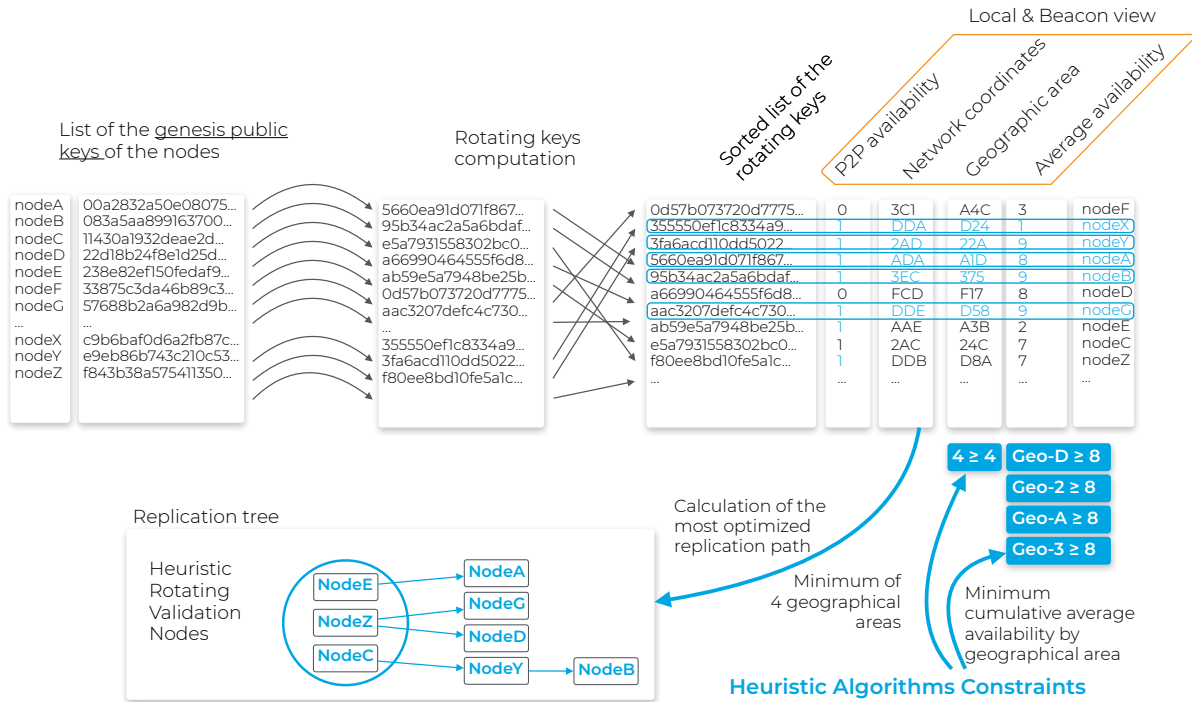 Local & Beacon view
List of the genesis public
keys of the nodes
Rotating keys
computation
Sorted list of the
rotating keys
P2P availability
Network coordinates
Geographic area
Average availability
nodeA 00a2832a50e08075...
nodeB 083a5aa899163700...
nodeC 11430a1932deae2d...
nodeD 22d18b24f8e1d25d...
nodeE 238e82ef150fedaf9...
nodeF 33875c3da46b89c3...
nodeG 57688b2a6a982d9b...
... ...
nodeX c9b6baf0d6a2fb87c...
nodeY e9eb86b743c210c53...
nodeZ f843b38a575411350...
5660ea91d071f867...
95b34ac2a5a6bdaf...
e5a7931558302bc0...
a66990464555f6d8...
ab59e5a7948be25b...
0d57b073720d7775...
aac3207defc4c730...
...
355550ef1c8334a9...
3fa6acd110dd5022...
f80ee8bd10fe5a1c...
0d57b073720d7775... 0 3C1 A4C 3 nodeF
355550ef1c8334a9... 1 DDA D24 1 nodeX
3fa6acd110dd5022... 1 2AD 22A 9 nodeY
5660ea91d071f867... 1 ADA A1D 8 nodeA
95b34ac2a5a6bdaf... 1 3EC 375 9 nodeB
a66990464555f6d8... 0 FCD F17 8 nodeD
aac3207defc4c730... 1 DDE D58 9 nodeG
ab59e5a7948be25b... 1 AAE A3B 2 nodeE
e5a7931558302bc0... 1 2AC 24C 7 nodeC
f80ee8bd10fe5a1c... 1 DDB D8A 7 nodeZ
... ... ... ... ... ...
4 ≥ 4
Geo-D ≥ 8
Geo-2 ≥ 8
Geo-A ≥ 8
Geo-3 ≥ 8
Calculation of the
most optimized
replication path
Minimum of
4 geographical
areas
Minimum
cumulative average
availability by
geographical area
Heuristic Algorithms Constraints
Replication tree
Heuristic
Rotating
Validation
Nodes
NodeE
NodeZ
NodeC
NodeA
NodeG
NodeD
NodeY
NodeB